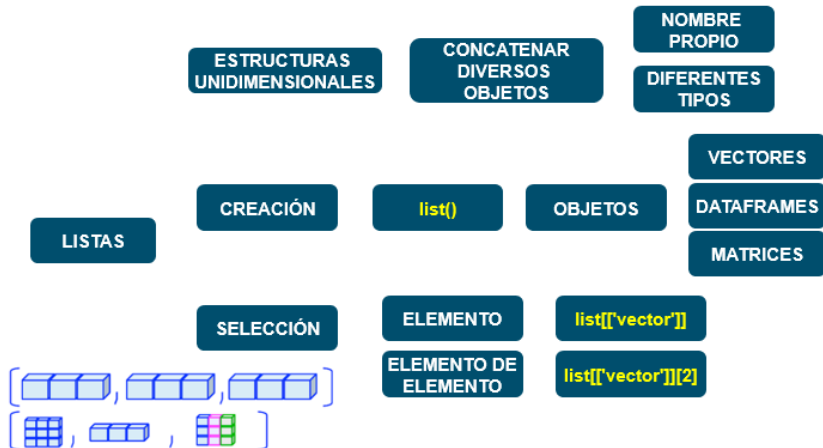 ESTRUCTURAS
UNIDIMENSIONALES
CONCATENAR
DIVERSOS
OBJETOS
NOMBRE
PROPIO
DIFERENTES
TIPOS
LISTAS
CREACIÓN
list()
OBJETOS
VECTORES
DATAFRAMES
MATRICES
SELECCIÓN
ELEMENTO
list[['vector']]
ELEMENTO DE
ELEMENTO
list[['vector']][2]